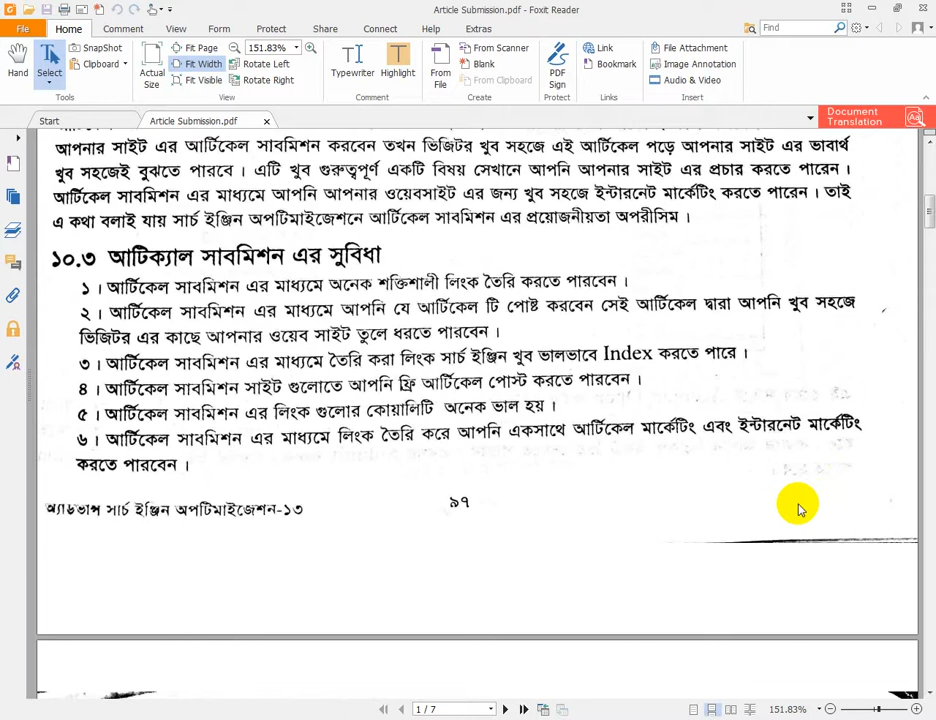 Article Submission.pdf - Foxit Reader
File Home Comment View Form Protect Share Connect Help Extras
Find
Hand
Select
SnapShot
Clipboard
Tools
Actual Size
Fit Page
Fit Width
Fit Visible
151.83%
Rotate Left
Rotate Right
View
Typewriter
Highlight
Comment
From File
From Scanner
Blank
From Clipboard
Create
PDF Sign
Protect
Link
Bookmark
Links
File Attachment
Image Annotation
Audio & Video
Insert
Start
Article Submission.pdf
Document Translation
আপনার সাইট এর আর্টিকেল সাবমিশন করবেন তখন ভিজিটর খুব সহজে এই আর্টিকেল পড়ে আপনার সাইট এর ভাবার্থ
খুব সহজেই বুঝতে পারবে । এটি খুব গুরুত্বপূর্ণ একটি বিষয় সেখানে আপনি আপনার সাইট এর প্রচার করতে পারেন ।
আর্টিকেল সাবমিশন এর মাধ্যমে আপনি আপনার ওয়েবসাইট এর জন্য খুব সহজে ইন্টারনেট মার্কেটিং করতে পারেন । তাই
এ কথা বলাই যায় সার্চ ইঞ্জিন অপটিমাইজেশনে আর্টিকেল সাবমিশন এর প্রয়োজনীয়তা অপরীসিম ।
১০.৩ আটিক্যাল সাবমিশন এর সুবিধা
১ । আর্টিকেল সাবমিশন এর মাধ্যমে অনেক শক্তিশালী লিংক তৈরি করতে পারবেন ।
২ । আর্টিকেল সাবমিশন এর মাধ্যমে আপনি যে আর্টিকেল টি পোষ্ট করবেন সেই আর্টিকেল দ্বারা আপনি খুব সহজে
ভিজিটর এর কাছে আপনার ওয়েব সাইট তুলে ধরতে পারবেন ।
৩ । আর্টিকেল সাবমিশন এর মাধ্যমে তৈরি করা লিংক সার্চ ইঞ্জিন খুব ভালভাবে Index করতে পারে ।
৪ । আর্টিকেল সাবমিশন সাইট গুলোতে আপনি ফ্রি আর্টিকেল পোস্ট করতে পারবেন ।
৫ । আর্টিকেল সাবমিশন এর লিংক গুলোর কোয়ালিটি অনেক ভাল হয় ।
৬ । আর্টিকেল সাবমিশন এর মাধ্যমে লিংক তৈরি করে আপনি একসাথে আর্টিকেল মার্কেটিং এবং ইন্টারনেট মার্কেটিং
করতে পারবেন ।
অ্যাডভান্স সার্চ ইঞ্জিন অপটিমাইজেশন-১৩
৯৭
1 / 7
151.83%